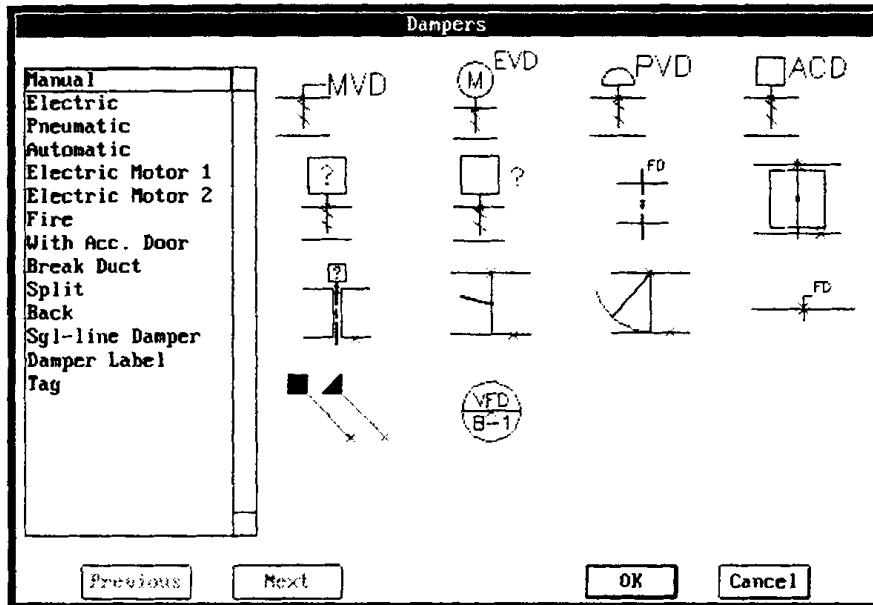 Dampers
Manual
Electric
Pneumatic
Automatic
Electric Motor 1
Electric Motor 2
Fire
With Acc. Door
Break Duct
Split
Back
Sgl-line Damper
Damper Label
Tag
MVD
M EVD
PVD
ACD
?
?
FD
?
FD
VFD
B-1
Previous
Next
OK
Cancel